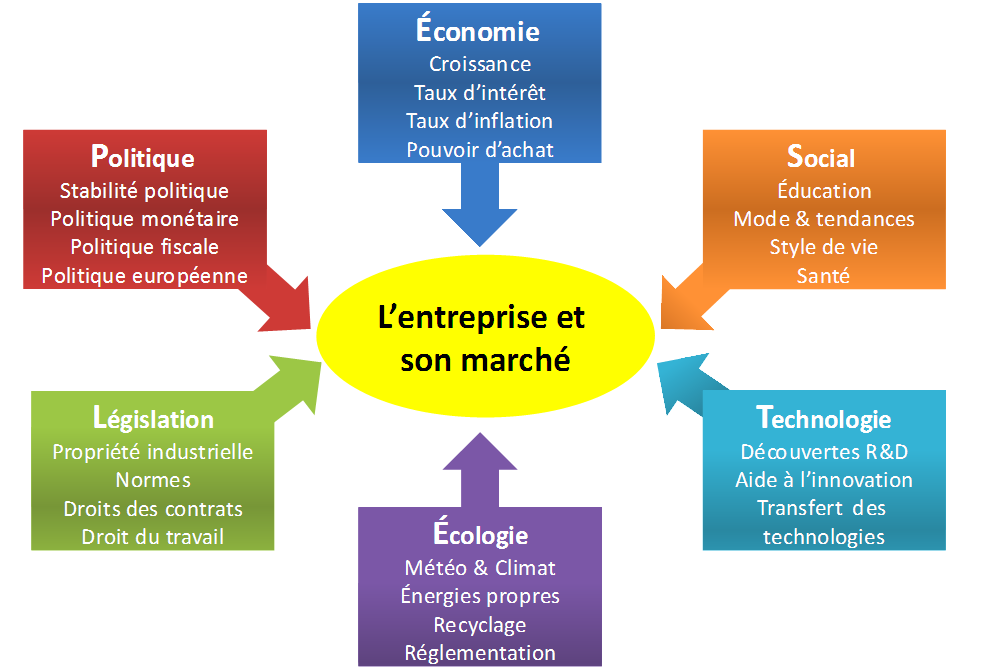 Économie
Croissance
Taux d'intérêt
Taux d'inflation
Pouvoir d'achat
Politique
Stabilité politique
Politique monétaire
Politique fiscale
Politique européenne
Social
Éducation
Mode & tendances
Style de vie
Santé
L'entreprise et
son marché
Législation
Propriété industrielle
Normes
Droits des contrats
Droit du travail
Technologie
Découvertes R&D
Aide à l'innovation
Transfert des
technologies
Écologie
Météo & Climat
Énergies propres
Recyclage
Réglementation